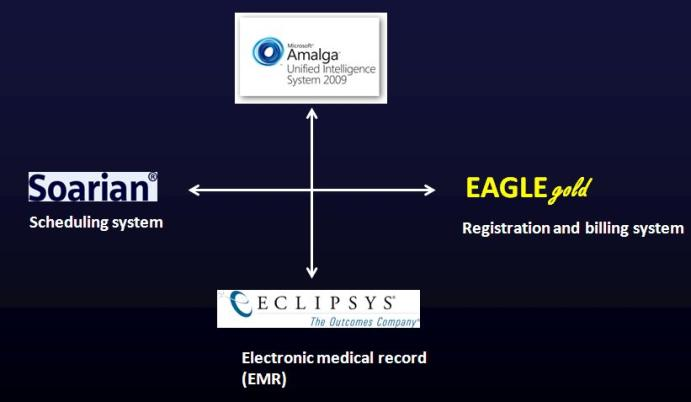 Microsoft®
Amalga
Unified Intelligence
System 2009
Soarian®
Scheduling system
EAGLE gold
Registration and billing system
ECLIPSYS®
The Outcomes Company®
Electronic medical record
(EMR)